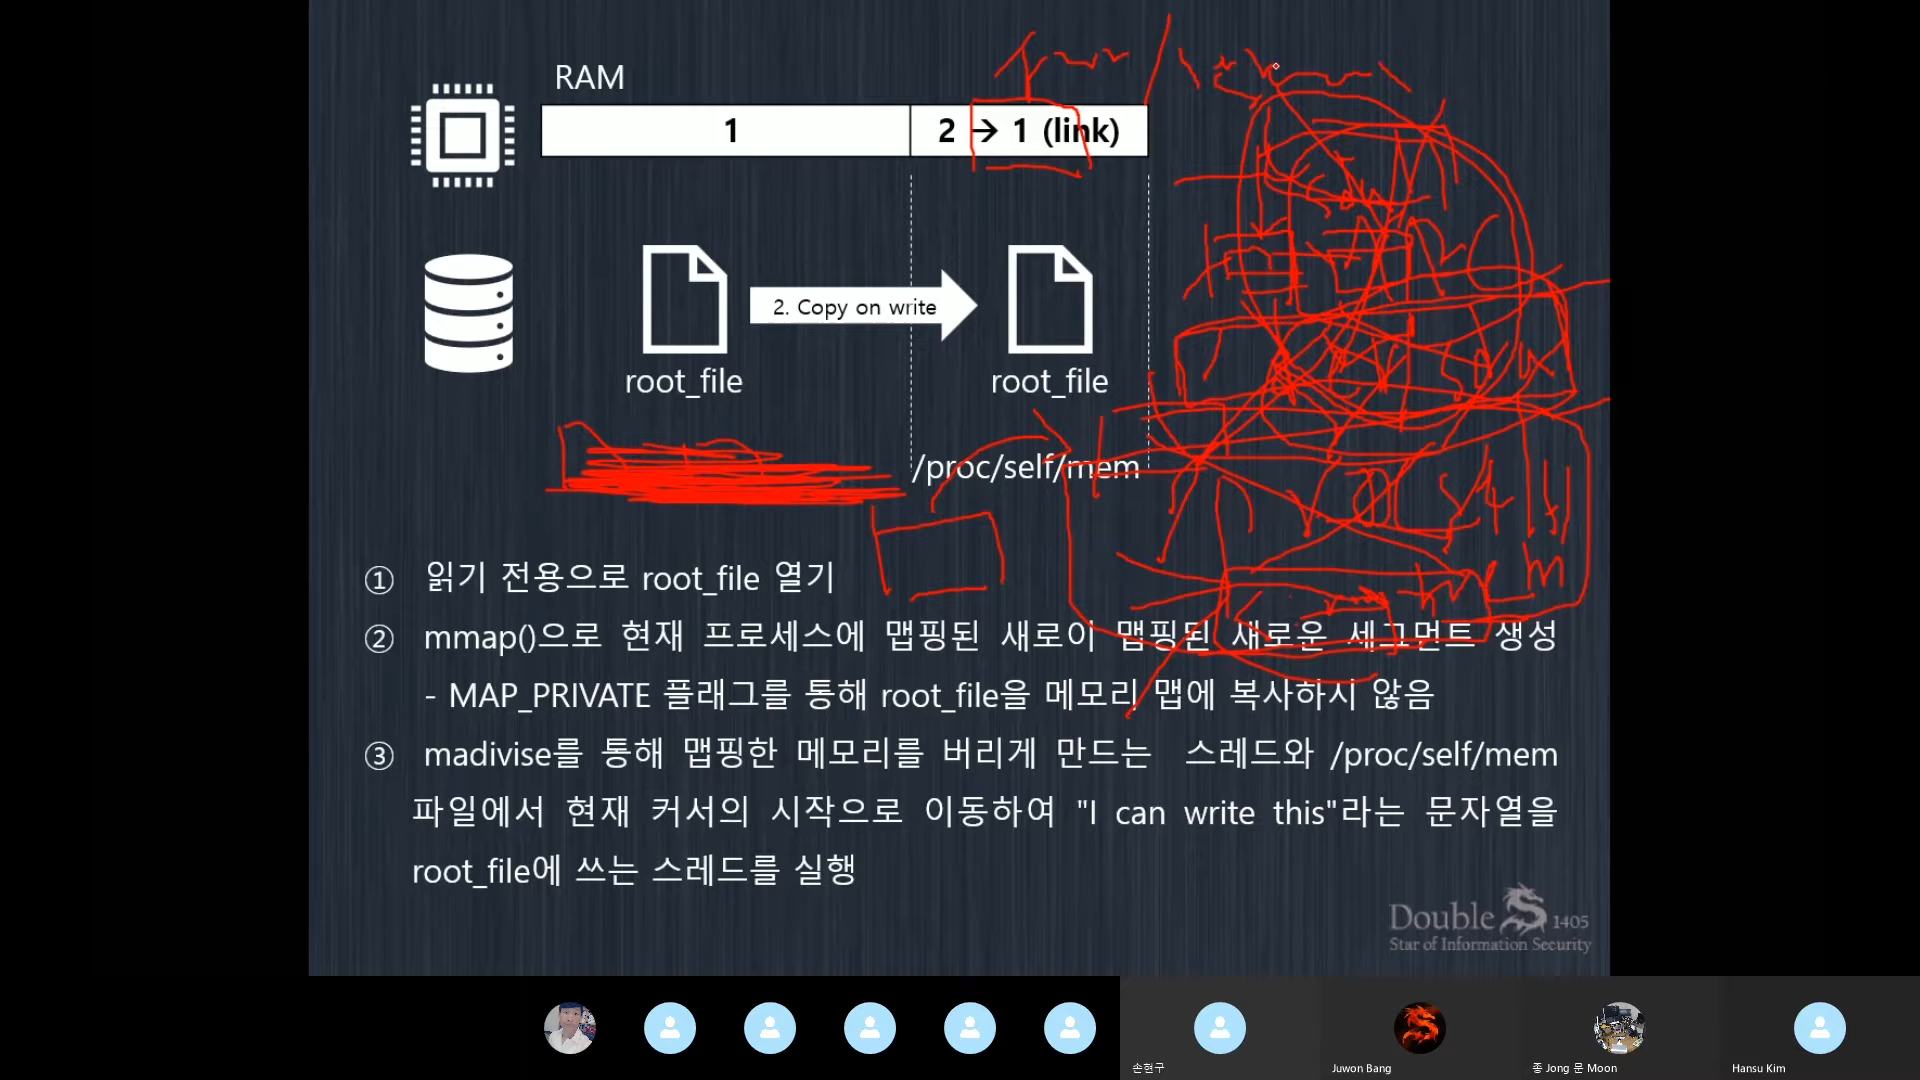 RAM
1
2 → 1 (link)
2. Copy on write
root_file
root_file
/proc/self/mem
① 읽기 전용으로 root_file 열기
② mmap()으로 현재 프로세스에 맵핑된 새로이 맵핑된 새로운 세그먼트 생성
- MAP_PRIVATE 플래그를 통해 root_file을 메모리 맵에 복사하시 않음
③ madivise를 통해 맵핑한 메모리를 버리게 만드는 스레드와 /proc/self/mem
파일에서 현재 커서의 시작으로 이동하여 "I can write this"라는 문자열을
root_file에 쓰는 스레드를 실행
Double S 1405
Star of Information Security
손현구
Juwon Bang
종 Jong 문 Moon
Hansu Kim